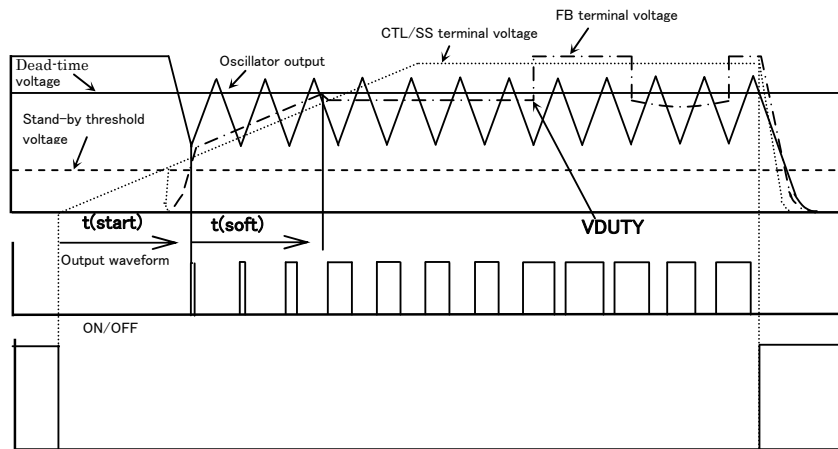 CTL/SS terminal voltage
FB terminal voltage
Dead-time
voltage
Oscillator output
Stand-by threshold
voltage
t(start)
t(soft)
VDUTY
Output waveform
ON/OFF